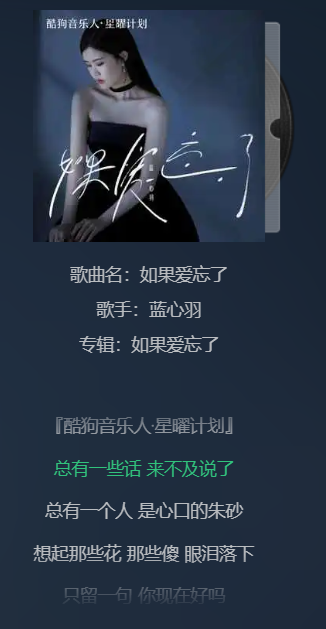 酷狗音乐人·星曜计划
如果爱忘了
蓝心羽
歌曲名：如果爱忘了
歌手：蓝心羽
专辑：如果爱忘了
『酷狗音乐人·星曜计划』
总有一些话 来不及说了
总有一个人 是心口的朱砂
想起那些花 那些傻 眼泪落下
只留一句 你现在好吗